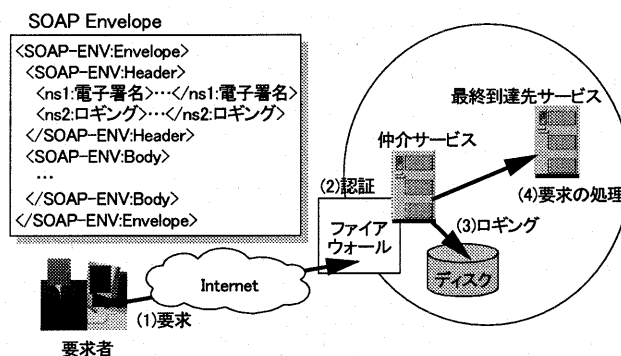 SOAP Envelope
<SOAP-ENV:Envelope>
<SOAP-ENV:Header>
<ns1:電子署名>…</ns1:電子署名>
<ns2:ロギング>…</ns2:ロギング>
</SOAP-ENV:Header>
<SOAP-ENV:Body>
…
</SOAP-ENV:Body>
</SOAP-ENV:Envelope>
最終到達先サービス
仲介サービス
(2)認証
(4)要求の処理
ファイア
ウォール
(3)ロギング
ディスク
Internet
(1)要求
要求者